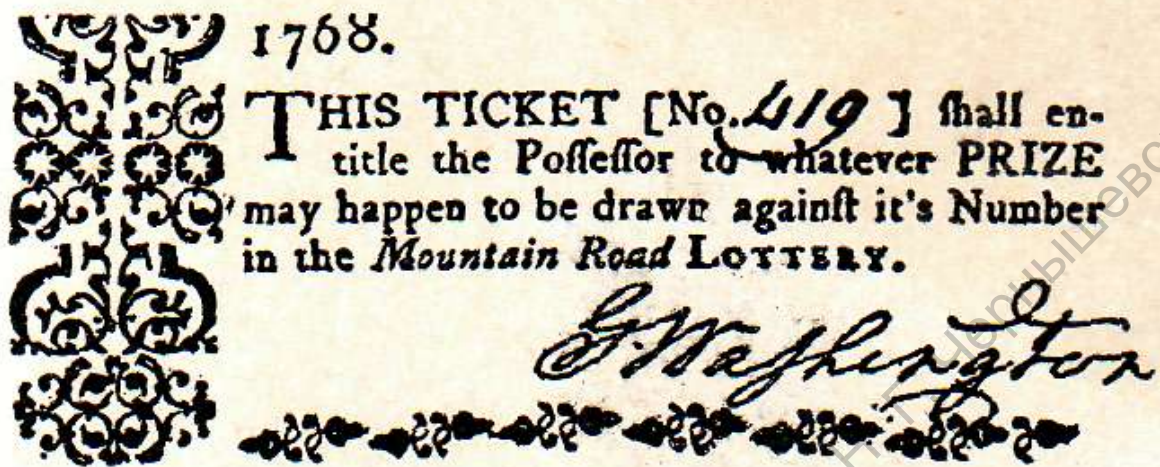 1768.
THIS TICKET [No. 419 ] ſhall en-
title the Poſſeſſor to whatever PRIZE
may happen to be drawn againſt it's Number
in the Mountain Road LOTTERY.
G. Washington